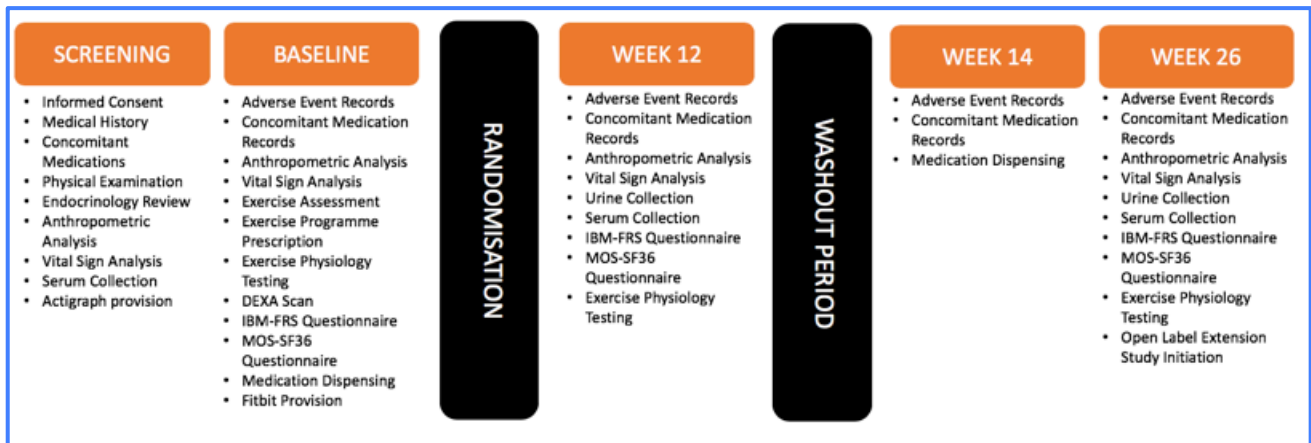 SCREENING
• Informed Consent
• Medical History
• Concomitant
Medications
• Physical Examination
• Endocrinology Review
• Anthropometric
Analysis
• Vital Sign Analysis
• Serum Collection
• Actigraph provision
BASELINE
• Adverse Event Records
• Concomitant Medication
Records
• Anthropometric Analysis
• Vital Sign Analysis
• Exercise Assessment
• Exercise Programme
Prescription
• Exercise Physiology
Testing
• DEXA Scan
• IBM-FRS Questionnaire
• MOS-SF36
Questionnaire
• Medication Dispensing
• Fitbit Provision
RANDOMISATION
WEEK 12
• Adverse Event Records
• Concomitant Medication
Records
• Anthropometric Analysis
• Vital Sign Analysis
• Urine Collection
• Serum Collection
• IBM-FRS Questionnaire
• MOS-SF36
Questionnaire
• Exercise Physiology
Testing
WASHOUT PERIOD
WEEK 14
• Adverse Event Records
• Concomitant Medication
Records
• Medication Dispensing
WEEK 26
• Adverse Event Records
• Concomitant Medication
Records
• Anthropometric Analysis
• Vital Sign Analysis
• Urine Collection
• Serum Collection
• IBM-FRS Questionnaire
• MOS-SF36
Questionnaire
• Exercise Physiology
Testing
• Open Label Extension
Study Initiation